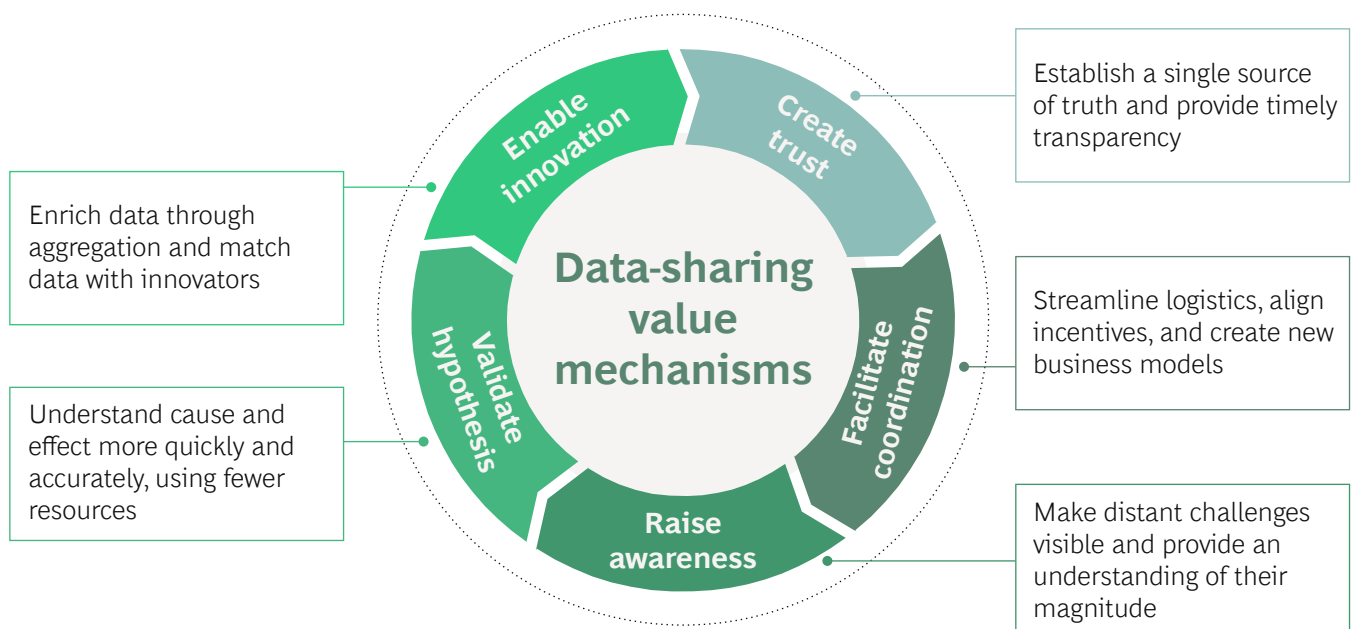 Data-sharing
value
mechanisms
Create
trust
Establish a single source
of truth and provide timely
transparency
Facilitate
coordination
Streamline logistics, align
incentives, and create new
business models
Raise
awareness
Make distant challenges
visible and provide an
understanding of their
magnitude
Validate
hypothesis
Understand cause and
effect more quickly and
accurately, using fewer
resources
Enable
innovation
Enrich data through
aggregation and match
data with innovators